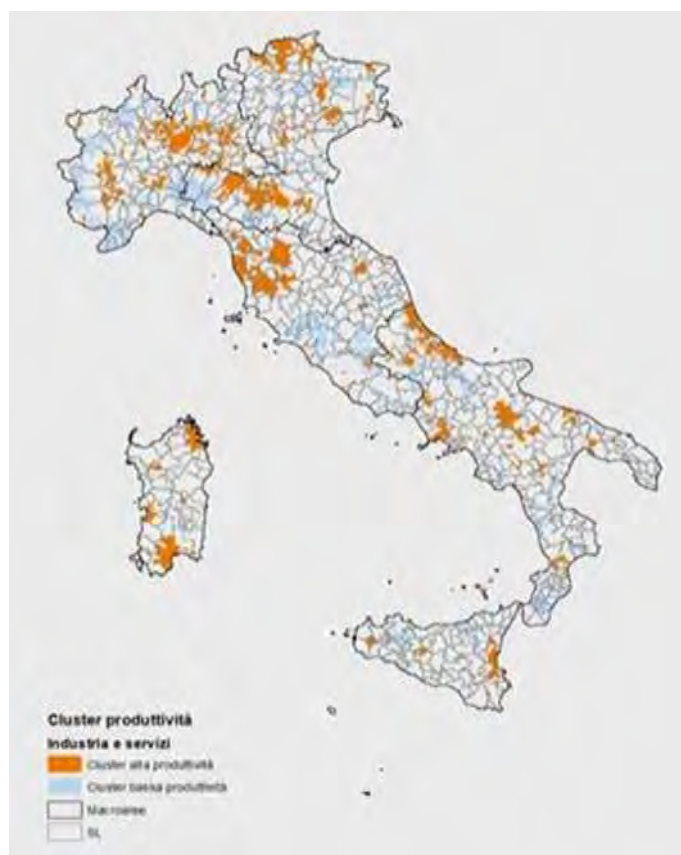 Cluster produttività
Industria e servizi
Cluster alta produttività
Cluster bassa produttività
Macroaree
SL